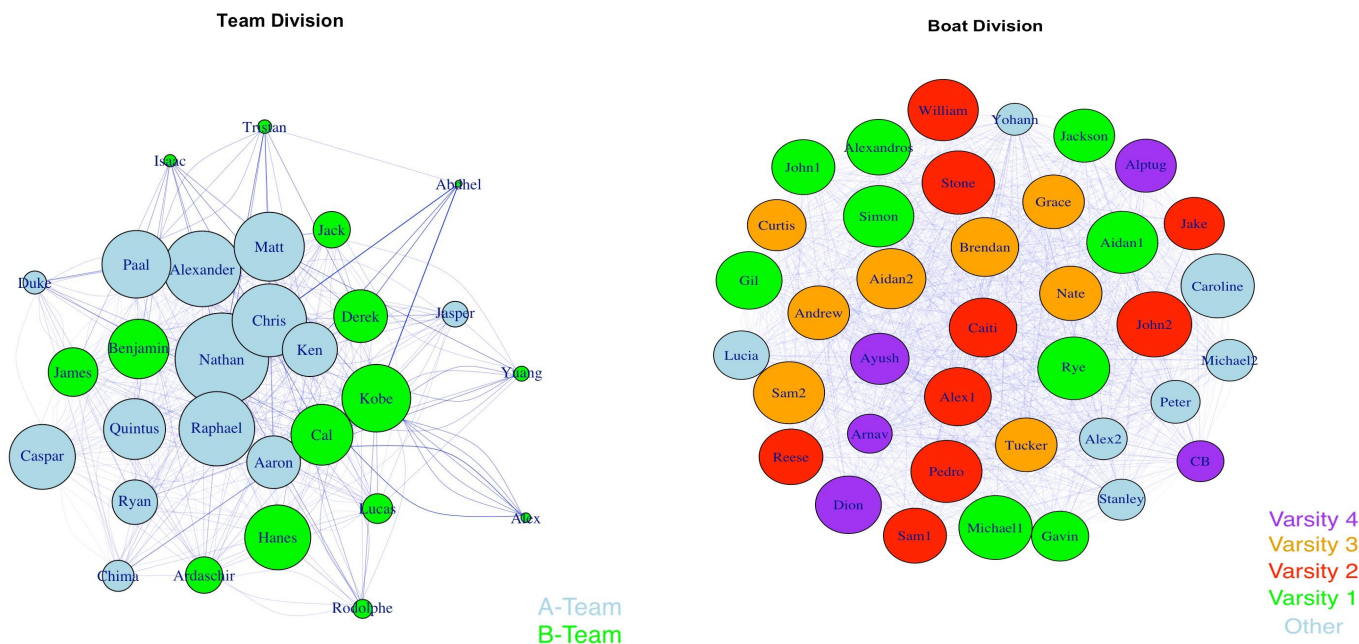 Team Division
Tristan
Isaac
Abdhel
Jack
Matt
Paal
Alexander
Duke
Chris
Derek
Jasper
Ken
Benjamin
Nathan
James
Yuang
Kobe
Quintus
Raphael
Cal
Caspar
Aaron
Ryan
Lucas
Alex
Hanes
Chima
Ardaschir
Rodolphe
A-Team
B-Team
Boat Division
William
Yohann
Jackson
Alexandros
John1
Alptug
Stone
Grace
Simon
Curtis
Jake
Brendan
Aidan1
Gil
Aidan2
Caroline
Nate
Andrew
Caiti
John2
Lucia
Ayush
Michael2
Rye
Sam2
Alex1
Peter
Arnav
Tucker
Alex2
Reese
CB
Pedro
Stanley
Dion
Michael1
Sam1
Gavin
Varsity 4
Varsity 3
Varsity 2
Varsity 1
Other